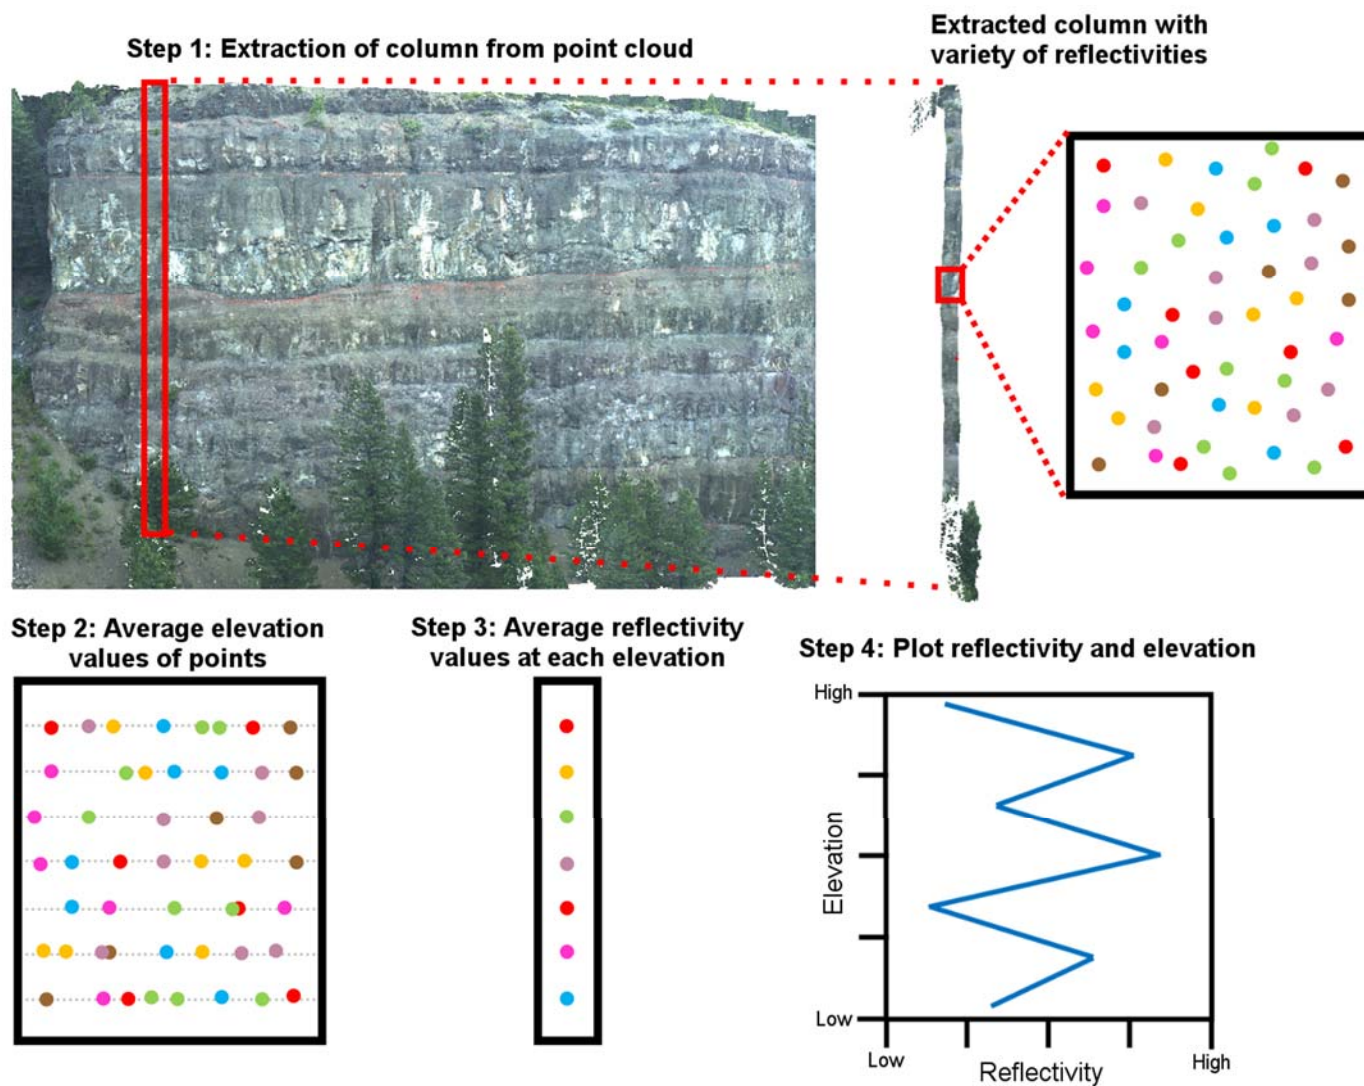 Step 1: Extraction of column from point cloud
Extracted column with
variety of reflectivities
Step 2: Average elevation
values of points
Step 3: Average reflectivity
values at each elevation
Step 4: Plot reflectivity and elevation
High
Elevation
Low
Low
High
Reflectivity